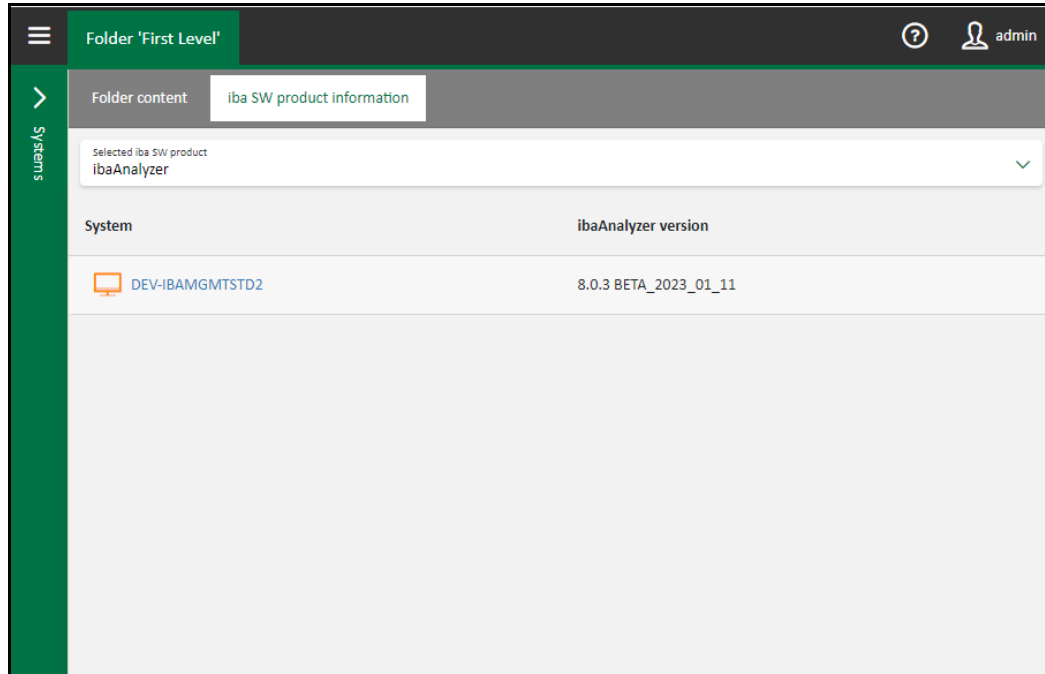 Folder 'First Level'
admin
Folder content
iba SW product information
Systems
Selected iba SW product
ibaAnalyzer
System
ibaAnalyzer version
DEV-IBAMGMTSTD2
8.0.3 BETA_2023_01_11